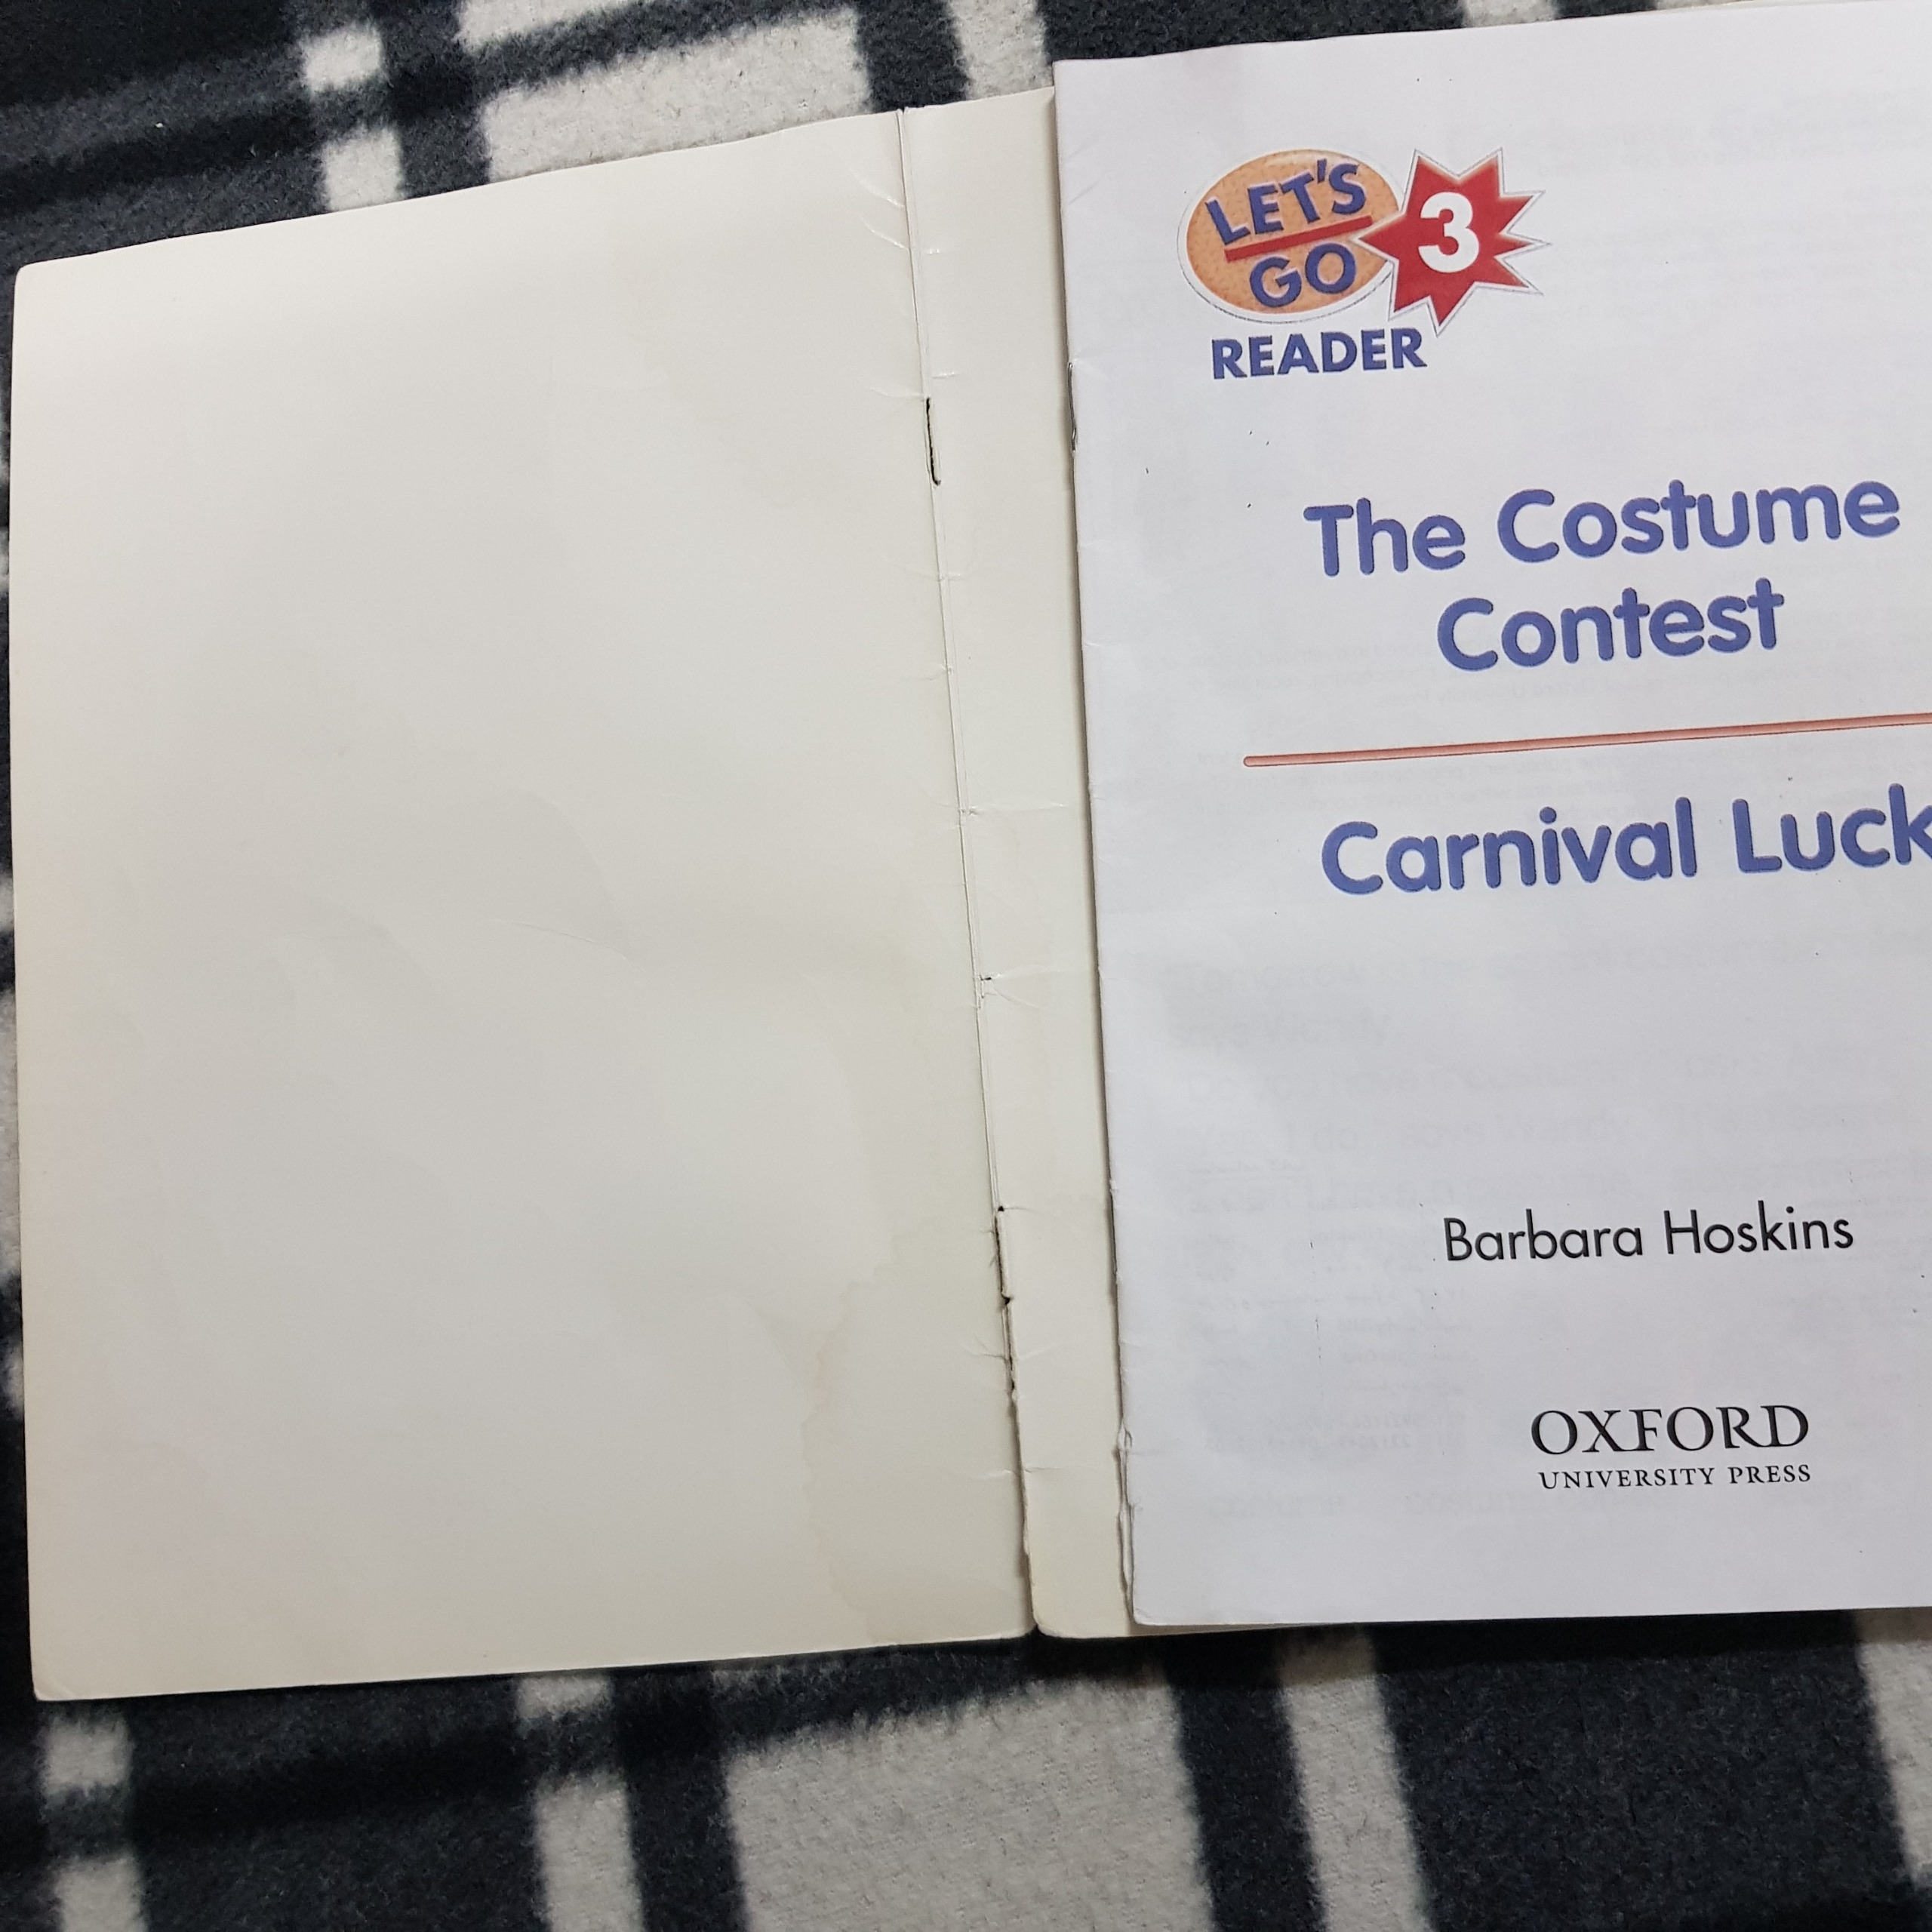 LET'S
GO
3
READER
The Costume
Contest
Carnival Luck
Barbara Hoskins
OXFORD
UNIVERSITY PRESS